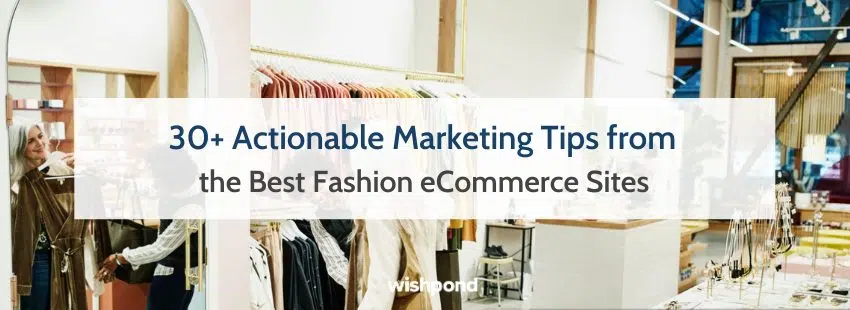 30+ Actionable Marketing Tips from
the Best Fashion eCommerce Sites
wishpond